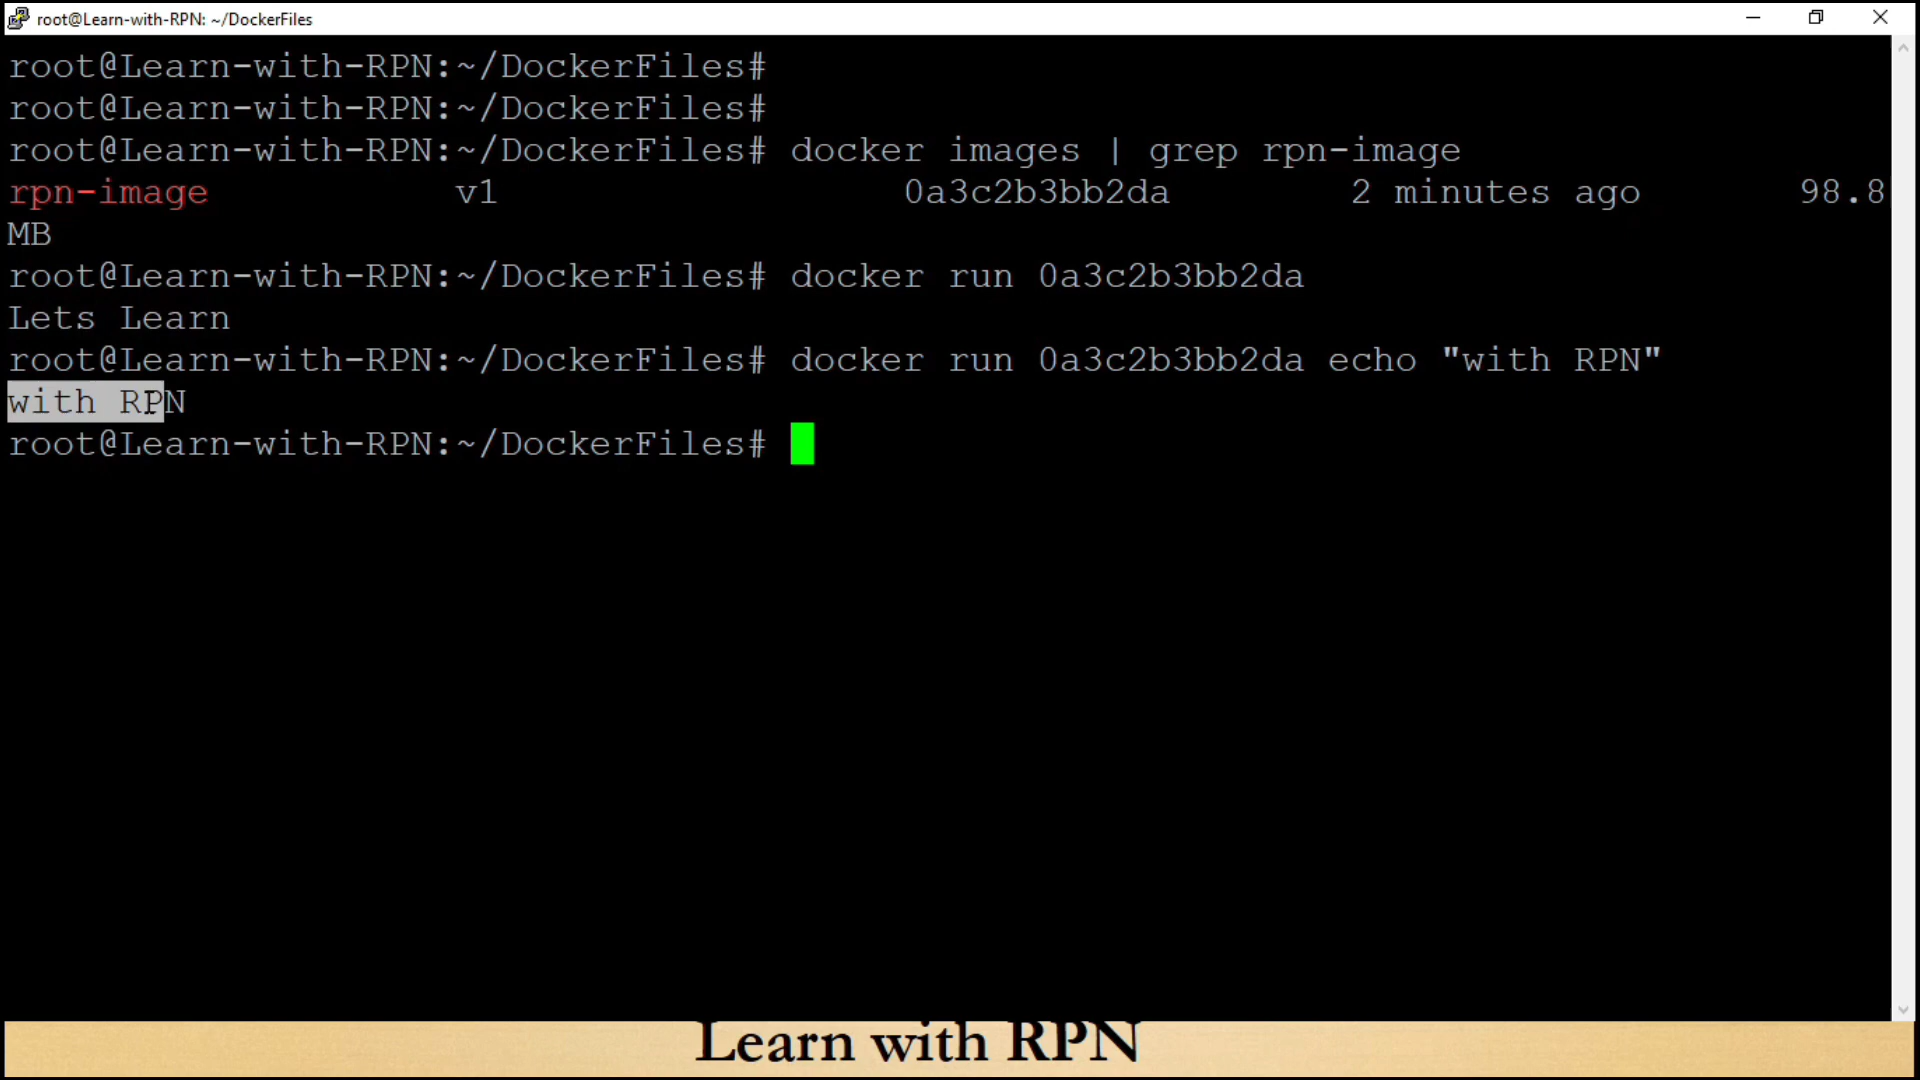 root@Learn-with-RPN: ~/DockerFiles
root@Learn-with-RPN:~/DockerFiles#
root@Learn-with-RPN:~/DockerFiles#
root@Learn-with-RPN:~/DockerFiles# docker images | grep rpn-image
rpn-image v1 0a3c2b3bb2da 2 minutes ago 98.8
MB
root@Learn-with-RPN:~/DockerFiles# docker run 0a3c2b3bb2da
Lets Learn
root@Learn-with-RPN:~/DockerFiles# docker run 0a3c2b3bb2da echo "with RPN"
with RPN
root@Learn-with-RPN:~/DockerFiles#
Learn with RPN